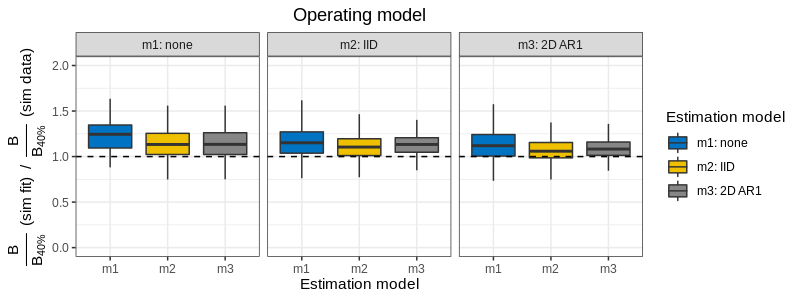 Operating model
m1: none
m2: IID
m3: 2D AR1
B/B40% (sim fit) / B/B40% (sim data)
2.0
1.5
1.0
0.5
0.0
m1 m2 m3
m1 m2 m3
m1 m2 m3
Estimation model
Estimation model
m1: none
m2: IID
m3: 2D AR1